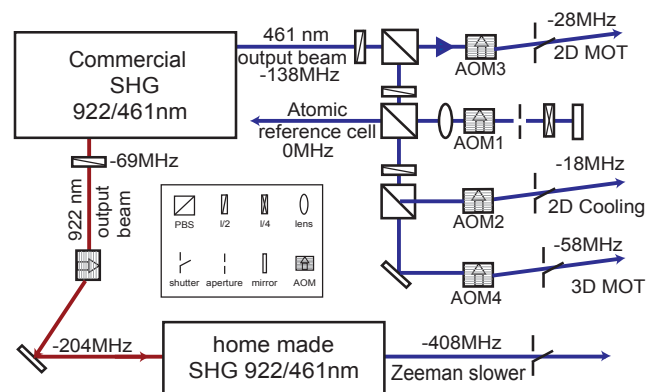 Commercial
SHG
922/461nm
461 nm
output beam
-138MHz
AOM3
-28MHz
2D MOT
Atomic
reference cell
0MHz
AOM1
-69MHz
922 nm
output
beam
PBS
l/2
l/4
lens
shutter
aperture
mirror
AOM
AOM2
-18MHz
2D Cooling
AOM4
-58MHz
3D MOT
-204MHz
home made
SHG 922/461nm
-408MHz
Zeeman slower